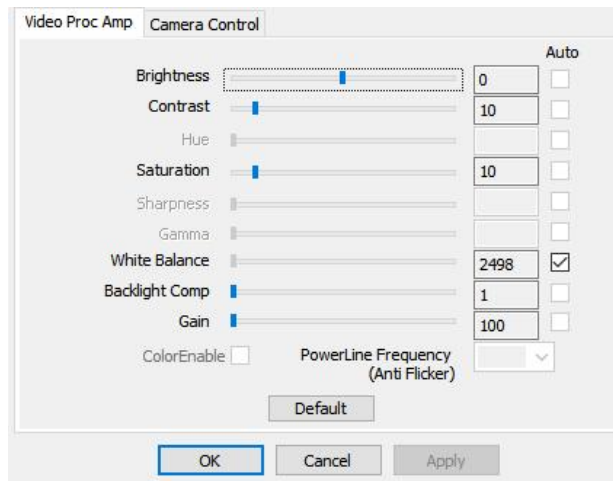 Video Proc Amp Camera Control
Auto
Brightness 0
Contrast 10
Hue
Saturation 10
Sharpness
Gamma
White Balance 2498
Backlight Comp 1
Gain 100
ColorEnable PowerLine Frequency
(Anti Flicker)
Default
OK Cancel Apply